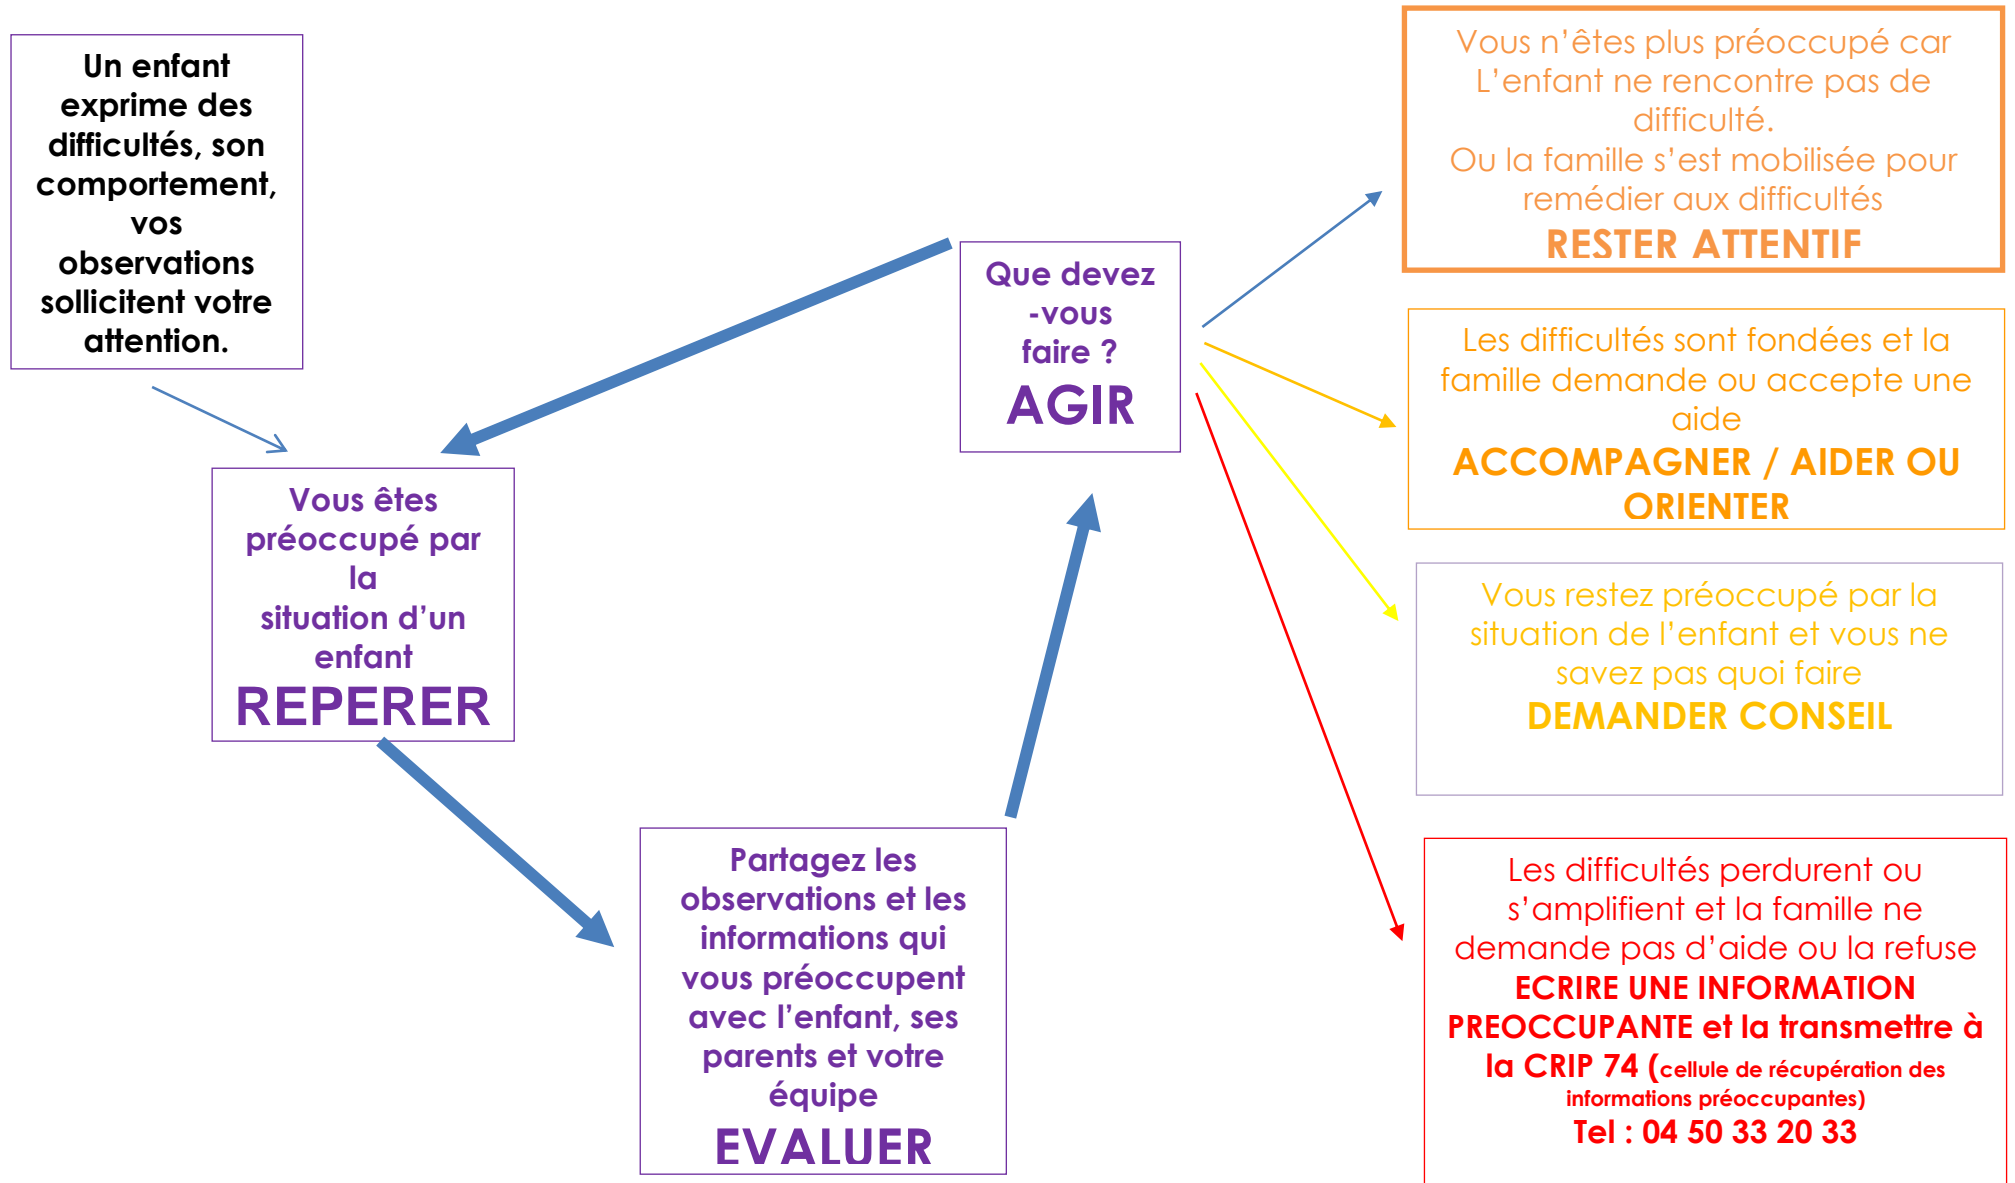 Un enfant
exprime des
difficultés, son
comportement,
vos
observations
sollicitent votre
attention.
Vous êtes
préoccupé par
la
situation d’un
enfant
REPERER
Partagez les
observations et les
informations qui
vous préoccupent
avec l’enfant, ses
parents et votre
équipe
EVALUER
Que devez
-vous
faire ?
AGIR
Vous n’êtes plus préoccupé car
L’enfant ne rencontre pas de
difficulté.
Ou la famille s’est mobilisée pour
remédier aux difficultés
RESTER ATTENTIF
Les difficultés sont fondées et la
famille demande ou accepte une
aide
ACCOMPAGNER / AIDER OU
ORIENTER
Vous restez préoccupé par la
situation de l’enfant et vous ne
savez pas quoi faire
DEMANDER CONSEIL
Les difficultés perdurent ou
s’amplifient et la famille ne
demande pas d’aide ou la refuse
ECRIRE UNE INFORMATION
PREOCCUPANTE et la transmettre à
la CRIP 74 (cellule de récupération des
informations préoccupantes)
Tel : 04 50 33 20 33